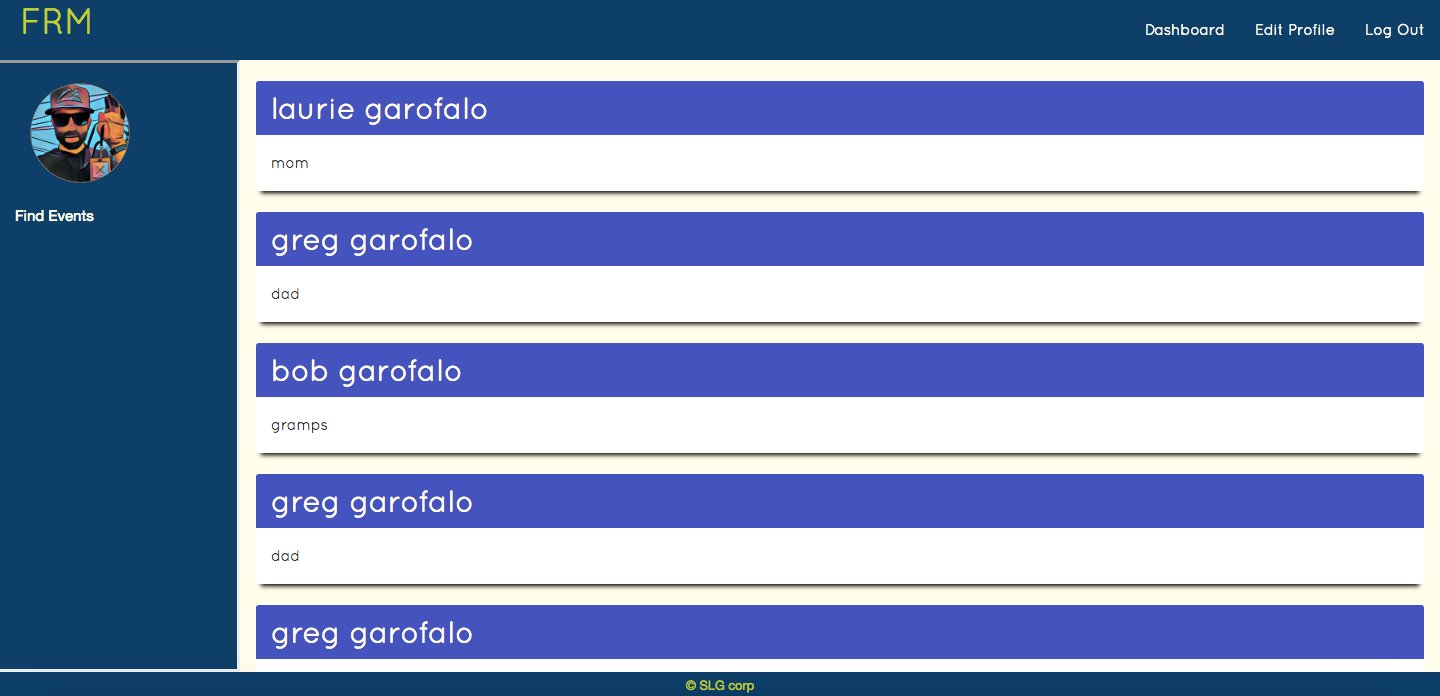 FRM
Dashboard Edit Profile Log Out
Find Events
laurie garofalo
mom
greg garofalo
dad
bob garofalo
gramps
greg garofalo
dad
greg garofalo
© SLG corp